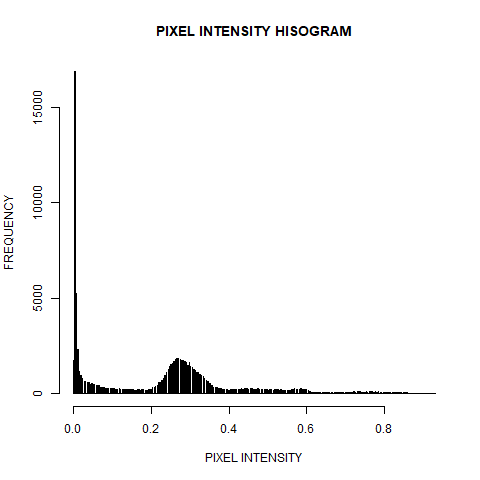 PIXEL INTENSITY HISOGRAM
15000
10000
5000
0
FREQUENCY
0.0 0.2 0.4 0.6 0.8
PIXEL INTENSITY